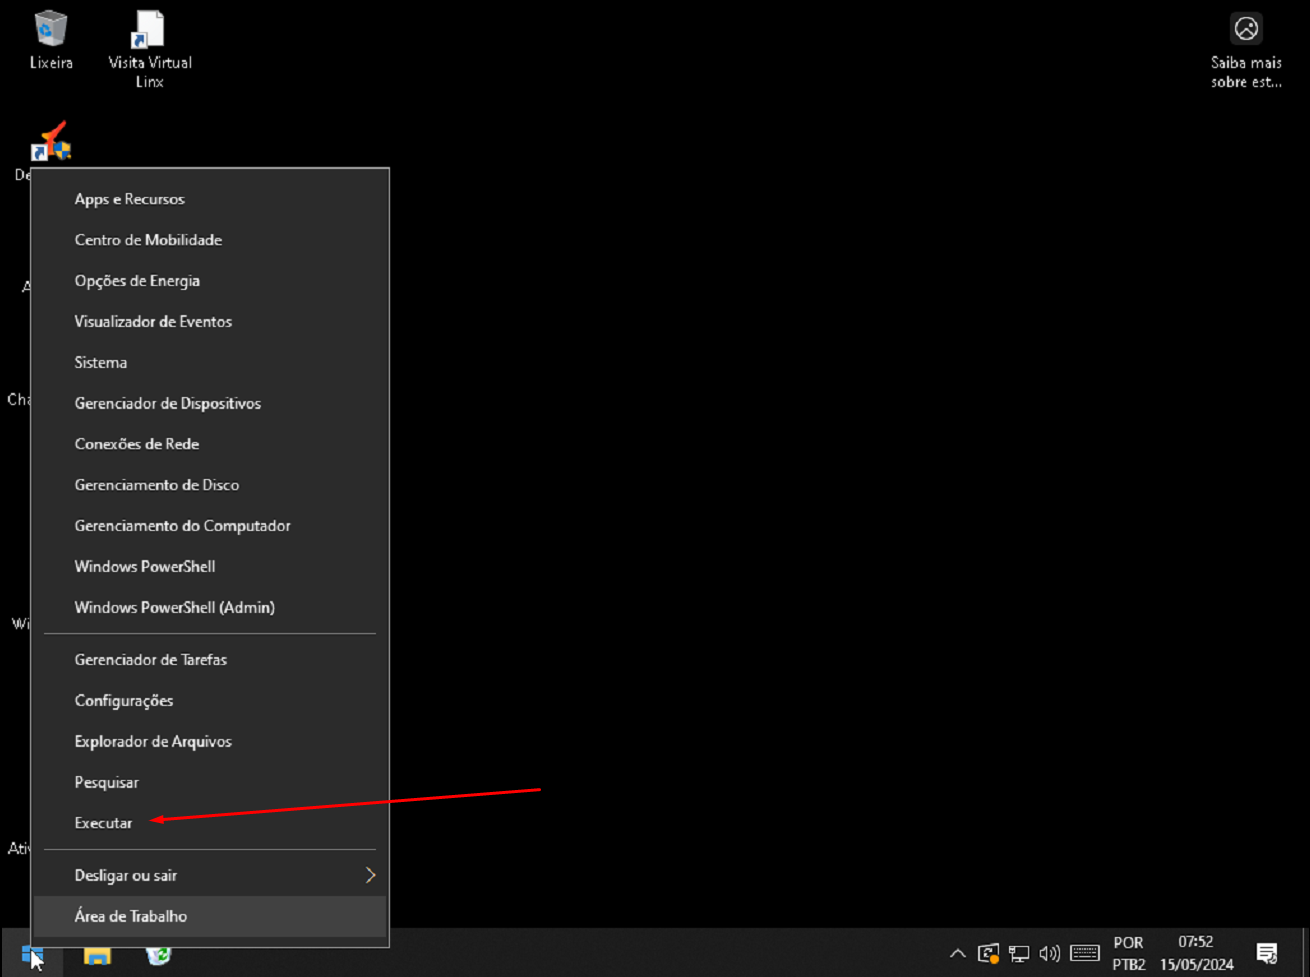 Lixeira
Visita Virtual
Linx
Saiba mais
sobre est...
De
Apps e Recursos
Centro de Mobilidade
Opções de Energia
A
Visualizador de Eventos
Sistema
Gerenciador de Dispositivos
Cha
Conexões de Rede
Gerenciamento de Disco
Gerenciamento do Computador
Windows PowerShell
Windows PowerShell (Admin)
Wi
Gerenciador de Tarefas
Configurações
Explorador de Arquivos
Pesquisar
Executar
Ativ
Desligar ou sair
Área de Trabalho
POR
PTB2
07:52
15/05/2024